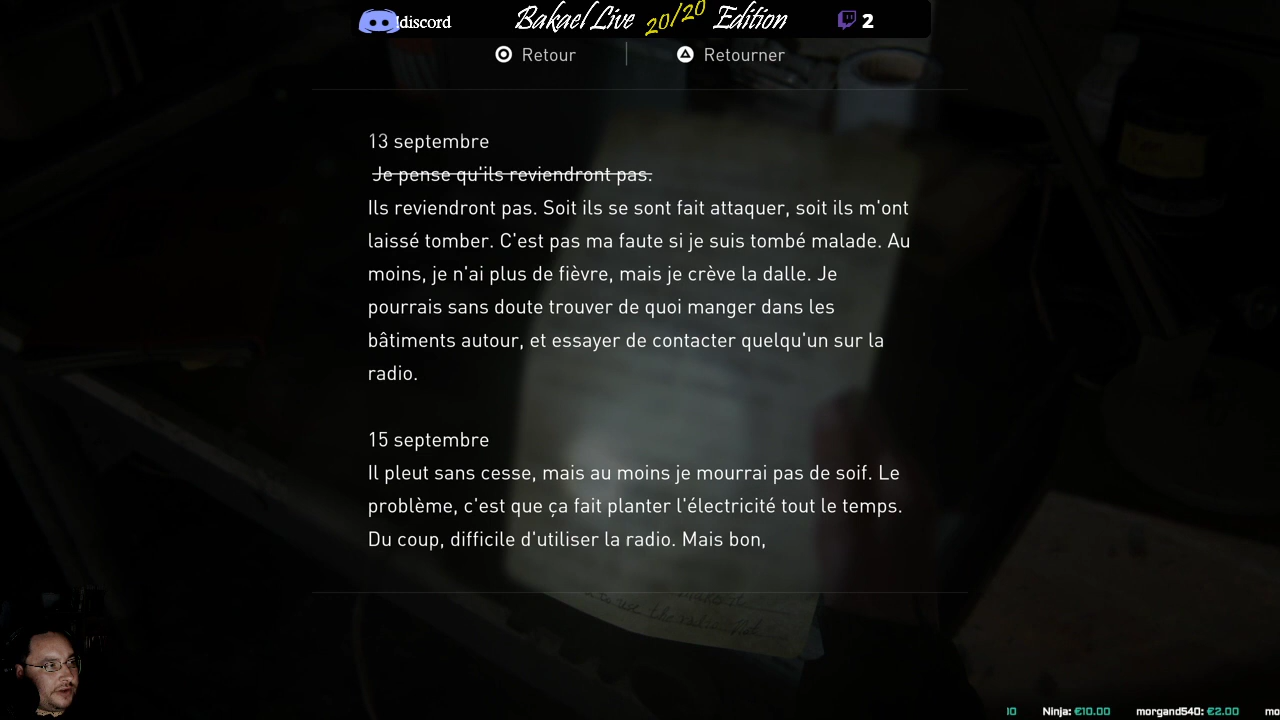 !discord
Bakael Live 20/20 Edition
2
Retour
Retourner
13 septembre
Je pense qu'ils reviendront pas.
Ils reviendront pas. Soit ils se sont fait attaquer, soit ils m'ont
laissé tomber. C'est pas ma faute si je suis tombé malade. Au
moins, je n'ai plus de fièvre, mais je crève la dalle. Je
pourrais sans doute trouver de quoi manger dans les
bâtiments autour, et essayer de contacter quelqu'un sur la
radio.
15 septembre
Il pleut sans cesse, mais au moins je mourrai pas de soif. Le
problème, c'est que ça fait planter l'électricité tout le temps.
Du coup, difficile d'utiliser la radio. Mais bon,
Ninja: €10.00 morgand540: €2.00 mo